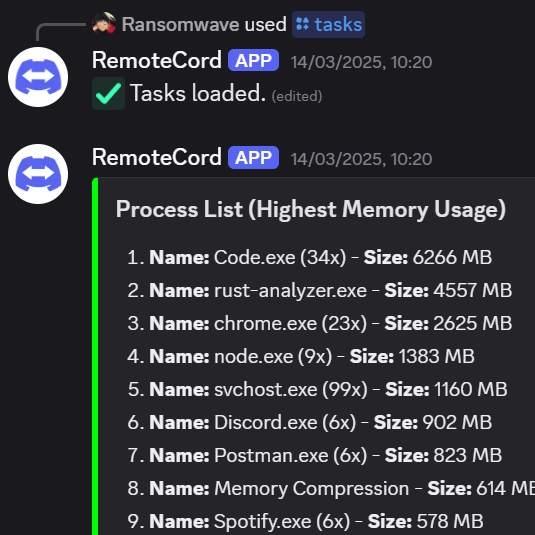 Ransomwave used tasks
RemoteCord APP 14/03/2025, 10:20
Tasks loaded. (edited)
RemoteCord APP 14/03/2025, 10:20
Process List (Highest Memory Usage)
1. Name: Code.exe (34x) - Size: 6266 MB
2. Name: rust-analyzer.exe - Size: 4557 MB
3. Name: chrome.exe (23x) - Size: 2625 MB
4. Name: node.exe (9x) - Size: 1383 MB
5. Name: svchost.exe (99x) - Size: 1160 MB
6. Name: Discord.exe (6x) - Size: 902 MB
7. Name: Postman.exe (6x) - Size: 823 MB
8. Name: Memory Compression - Size: 614 MB
9. Name: Spotify.exe (6x) - Size: 578 MB